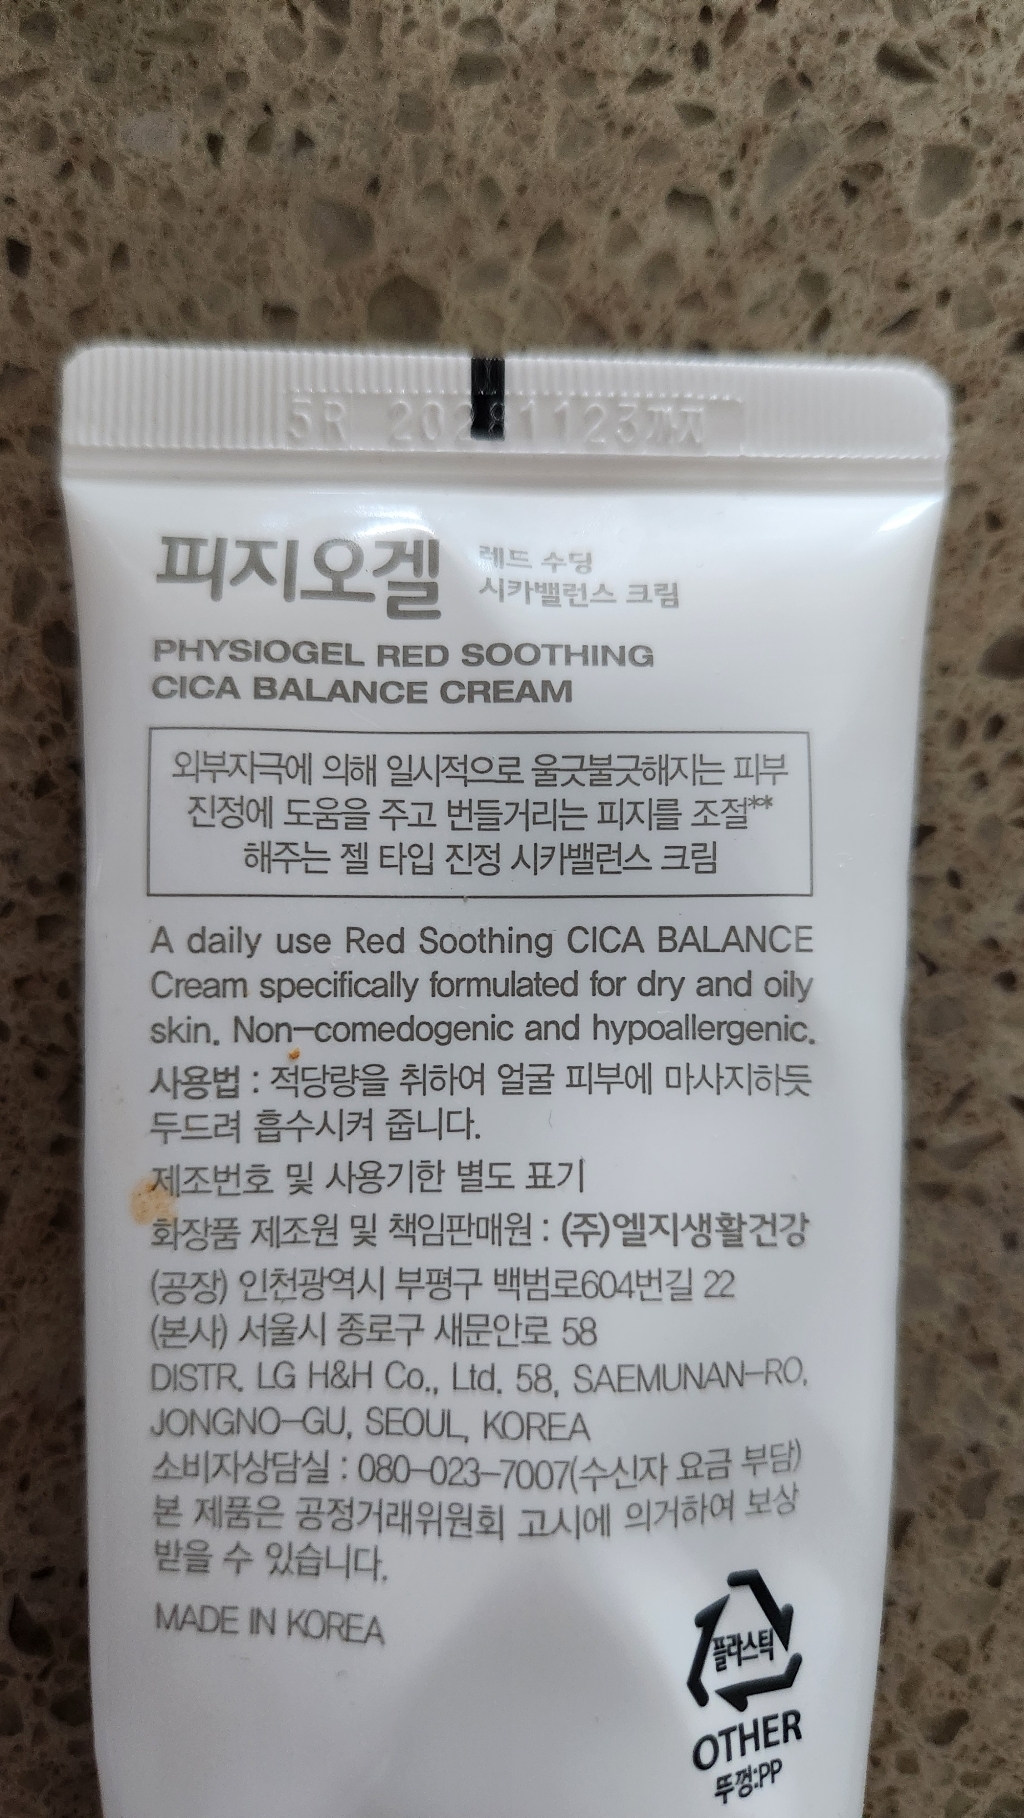 5R 20281123까지
피지오겔
레드 수딩
시카밸런스 크림
PHYSIOGEL RED SOOTHING
CICA BALANCE CREAM
외부자극에 의해 일시적으로 울긋불긋해지는 피부
진정에 도움을 주고 번들거리는 피지를 조절**
해주는 젤 타입 진정 시카밸런스 크림
A daily use Red Soothing CICA BALANCE
Cream specifically formulated for dry and oily
skin. Non-comedogenic and hypoallergenic.
사용법 : 적당량을 취하여 얼굴 피부에 마사지하듯
두드려 흡수시켜 줍니다.
제조번호 및 사용기한 별도 표기
화장품 제조원 및 책임판매원 : (주)엘지생활건강
(공장) 인천광역시 부평구 백범로604번길 22
(본사) 서울시 종로구 새문안로 58
DISTR. LG H&H Co., Ltd. 58, SAEMUNAN-RO,
JONGNO-GU, SEOUL, KOREA
소비자상담실 : 080-023-7007(수신자 요금 부담)
본 제품은 공정거래위원회 고시에 의거하여 보상
받을 수 있습니다.
MADE IN KOREA
플라스틱
OTHER
뚜껑:PP